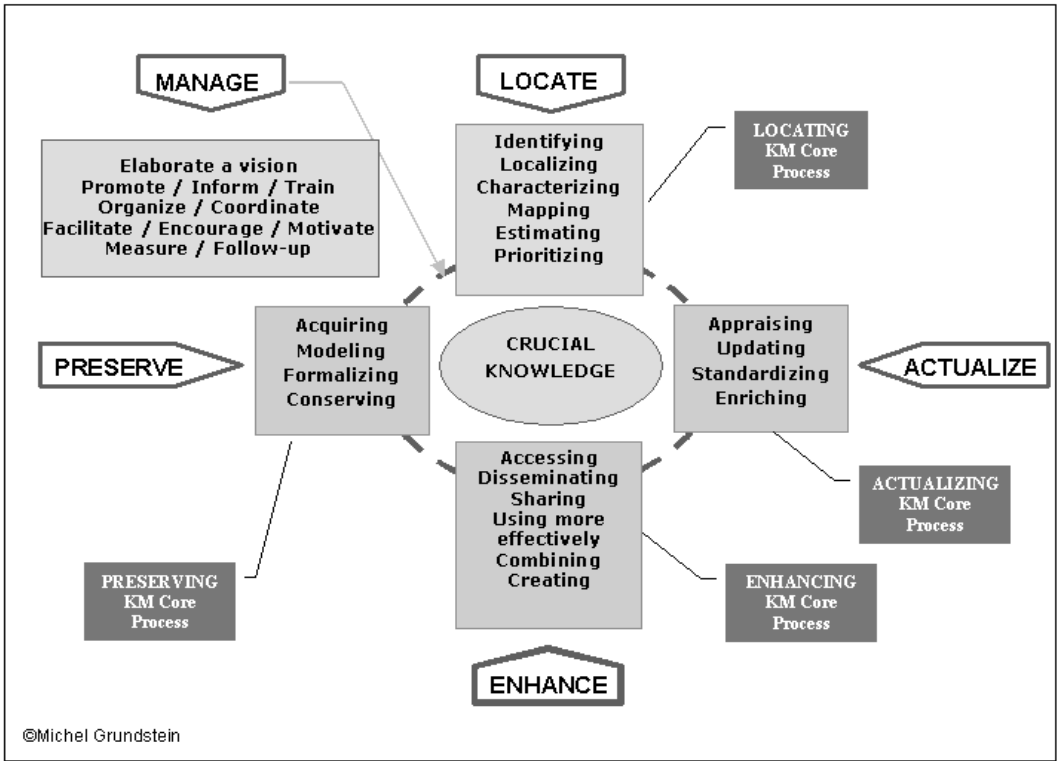 MANAGE
LOCATE
Elaborate a vision
Promote / Inform / Train
Organize / Coordinate
Facilitate / Encourage / Motivate
Measure / Follow-up
Identifying
Localizing
Characterizing
Mapping
Estimating
Prioritizing
LOCATING
KM Core
Process
PRESERVE
Acquiring
Modeling
Formalizing
Conserving
CRUCIAL
KNOWLEDGE
Appraising
Updating
Standardizing
Enriching
ACTUALIZE
Accessing
Disseminating
Sharing
Using more
effectively
Combining
Creating
ACTUALIZING
KM Core
Process
PRESERVING
KM Core
Process
ENHANCING
KM Core
Process
ENHANCE
©Michel Grundstein